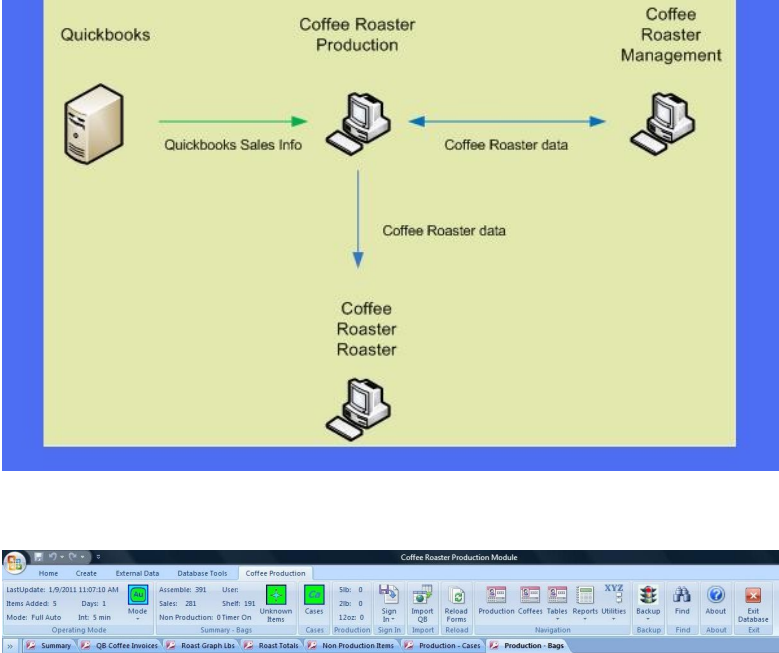 Quickbooks
Coffee Roaster
Production
Coffee
Roaster
Management
Quickbooks Sales Info
Coffee Roaster data
Coffee Roaster data
Coffee
Roaster
Roaster
Coffee Roaster Production Module
Home Create External Data Database Tools Coffee Production
LastUpdate: 1/9/2011 11:07:10 AM
Items Added: 5 Days: 1
Mode: Full Auto Int: 5 min
Au
Mode
Operating Mode
Assemble: 391 User:
Sales: 281 Shelf: 191
Non Production: 0 Timer On
Unknown
Items
Summary - Bags
Ca
Cases
Cases
5lb: 0
2lb: 0
12oz: 0
Production
Sign
In
Sign In
Import
QB
Import
Reload
Forms
Reload
Production Coffees Tables Reports XYZ Utilities
Navigation
Backup
Backup
Find
Find
About
About
Exit
Database
Exit
Summary QB Coffee Invoices Roast Graph Lbs Roast Totals Non Production Items Production - Cases Production - Bags